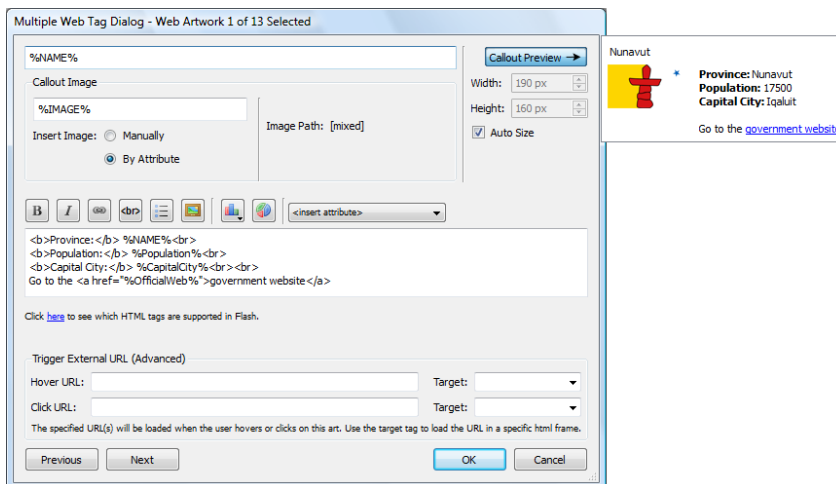 Multiple Web Tag Dialog - Web Artwork 1 of 13 Selected
%NAME%
Callout Preview
Callout Image
%IMAGE%
Insert Image:
Manually
By Attribute
Image Path: [mixed]
Width: 190 px
Height: 160 px
Auto Size
Nunavut
Province: Nunavut
Population: 17500
Capital City: Iqaluit
Go to the government website
B
I
<br>
<insert attribute>
<b>Province:</b> %NAME%<br>
<b>Population:</b> %Population%<br>
<b>Capital City:</b> %CapitalCity%<br><br>
Go to the <a href="%OfficialWeb%">government website</a>
Click here to see which HTML tags are supported in Flash.
Trigger External URL (Advanced)
Hover URL:
Target:
Click URL:
Target:
The specified URL(s) will be loaded when the user hovers or clicks on this art. Use the target tag to load the URL in a specific html frame.
Previous
Next
OK
Cancel